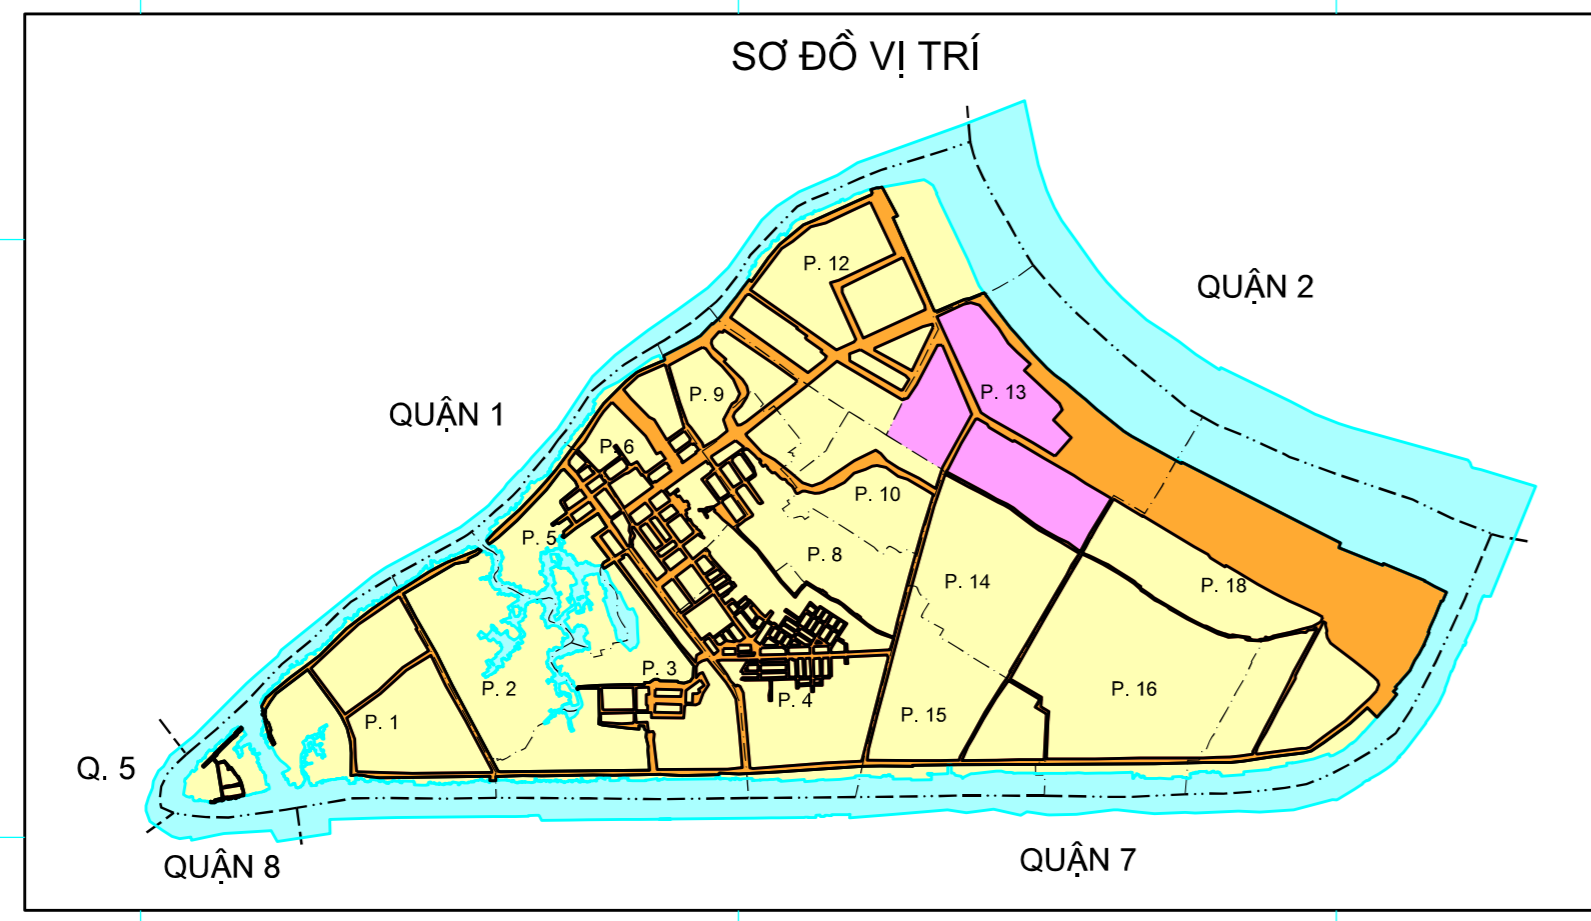 SƠ ĐỒ VỊ TRÍ
P. 12
QUẬN 2
P. 13
P. 9
QUẬN 1
P. 6
P. 10
P. 5
P. 8
P. 14
P. 18
P. 3
P. 2
P. 16
P. 4
P. 15
P. 1
Q. 5
QUẬN 7
QUẬN 8